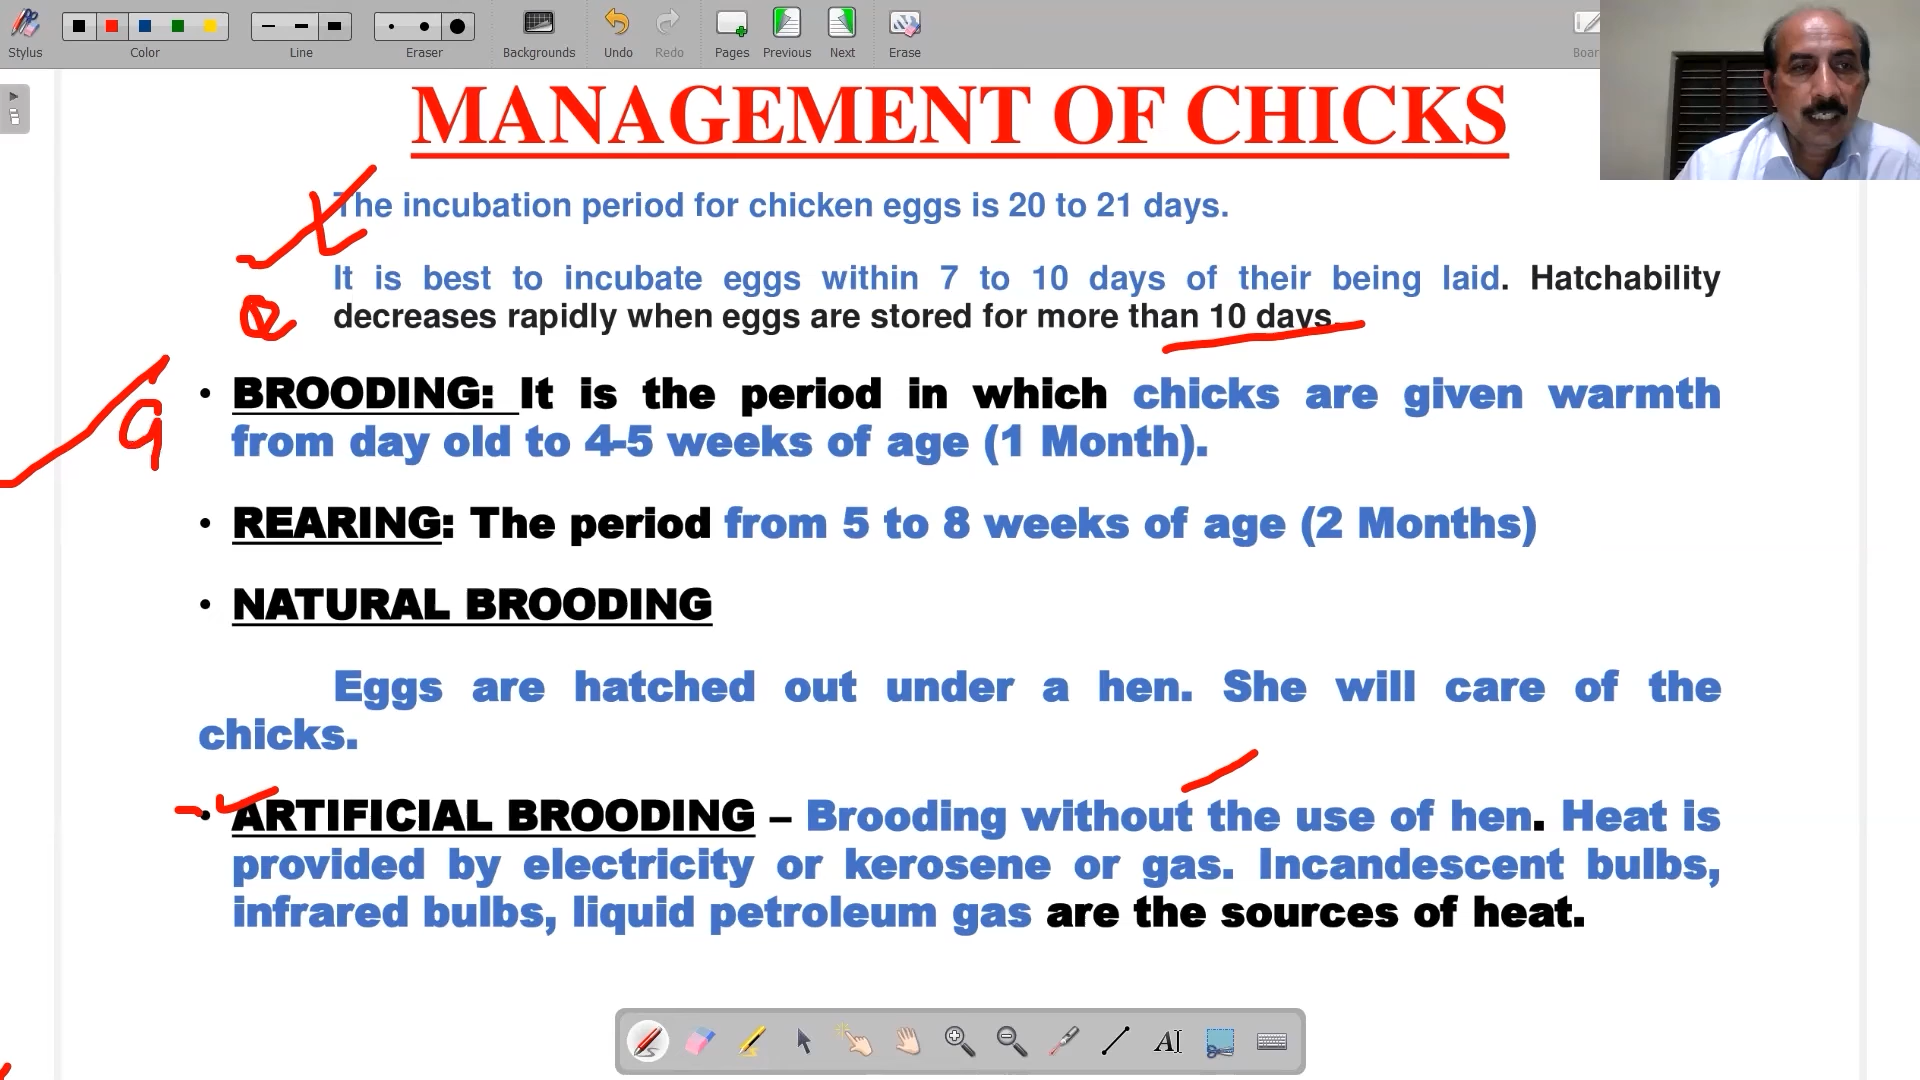 Stylus
Color
Line
Eraser
Backgrounds
Undo
Redo
Pages
Previous
Next
Erase
MANAGEMENT OF CHICKS
The incubation period for chicken eggs is 20 to 21 days.
It is best to incubate eggs within 7 to 10 days of their being laid. Hatchability
decreases rapidly when eggs are stored for more than 10 days.
• BROODING: It is the period in which chicks are given warmth
from day old to 4-5 weeks of age (1 Month).
• REARING: The period from 5 to 8 weeks of age (2 Months)
• NATURAL BROODING
Eggs are hatched out under a hen. She will care of the
chicks.
• ARTIFICIAL BROODING – Brooding without the use of hen. Heat is
provided by electricity or kerosene or gas. Incandescent bulbs,
infrared bulbs, liquid petroleum gas are the sources of heat.